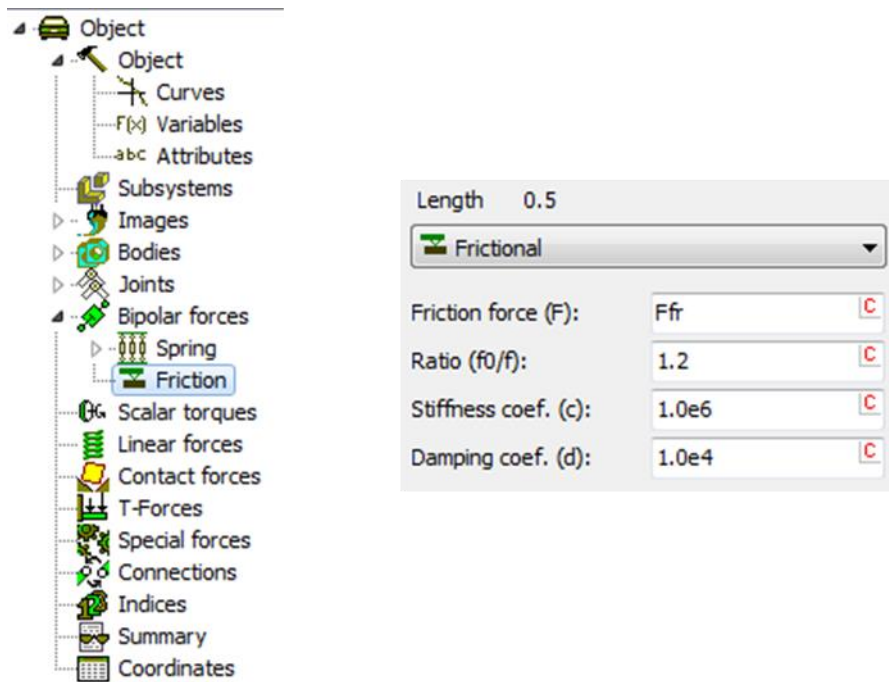 Object
Object
Curves
F(x) Variables
abc Attributes
Subsystems
Images
Bodies
Joints
Bipolar forces
Spring
Friction
Scalar torques
Linear forces
Contact forces
T-Forces
Special forces
Connections
Indices
Summary
Coordinates
Length 0.5
Frictional
Friction force (F): Ffr C
Ratio (f0/f): 1.2 C
Stiffness coef. (c): 1.0e6 C
Damping coef. (d): 1.0e4 C